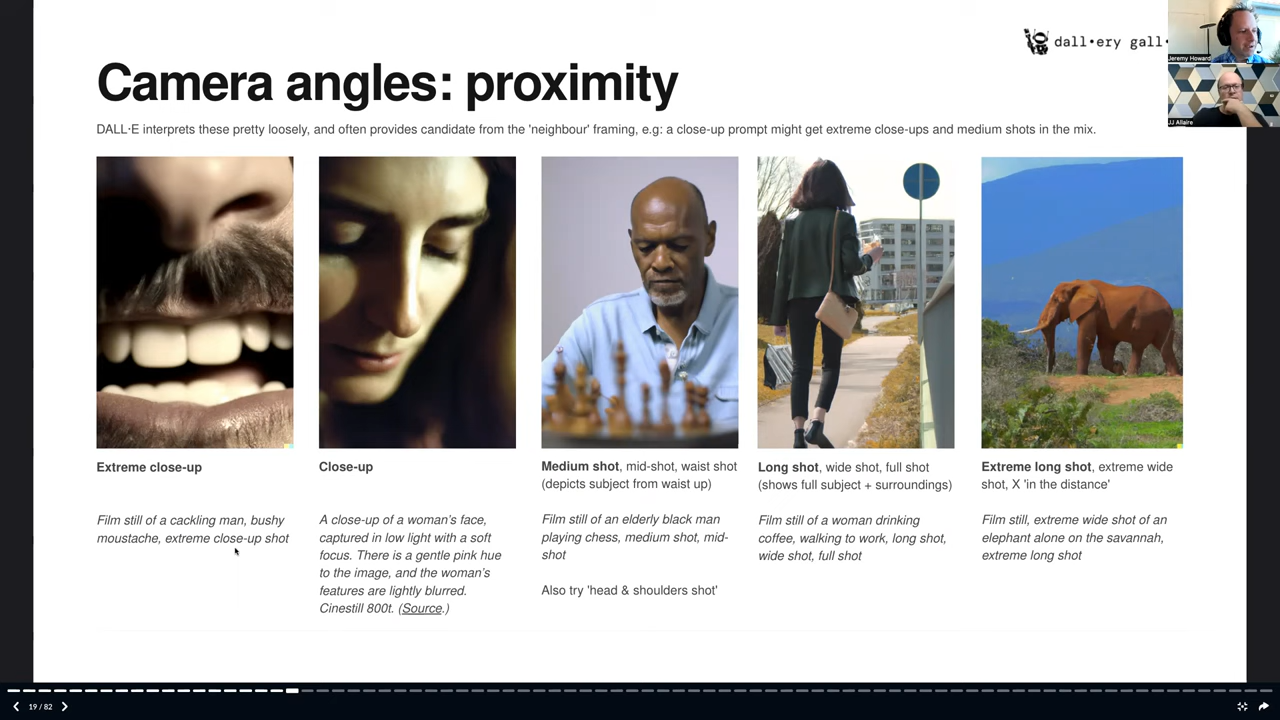 dall•ery gall•
Jeremy Howard
JJ Allaire
Camera angles: proximity
DALL·E interprets these pretty loosely, and often provides candidate from the 'neighbour' framing, e.g: a close-up prompt might get extreme close-ups and medium shots in the mix.
Extreme close-up
Film still of a cackling man, bushy
moustache, extreme close-up shot
Close-up
A close-up of a woman's face,
captured in low light with a soft
focus. There is a gentle pink hue
to the image, and the woman's
features are lightly blurred.
Cinestill 800t. (Source.)
Medium shot, mid-shot, waist shot
(depicts subject from waist up)
Film still of an elderly black man
playing chess, medium shot, mid-
shot
Also try 'head & shoulders shot'
Long shot, wide shot, full shot
(shows full subject + surroundings)
Film still of a woman drinking
coffee, walking to work, long shot,
wide shot, full shot
Extreme long shot, extreme wide
shot, X 'in the distance'
Film still, extreme wide shot of an
elephant alone on the savannah,
extreme long shot
19 / 82